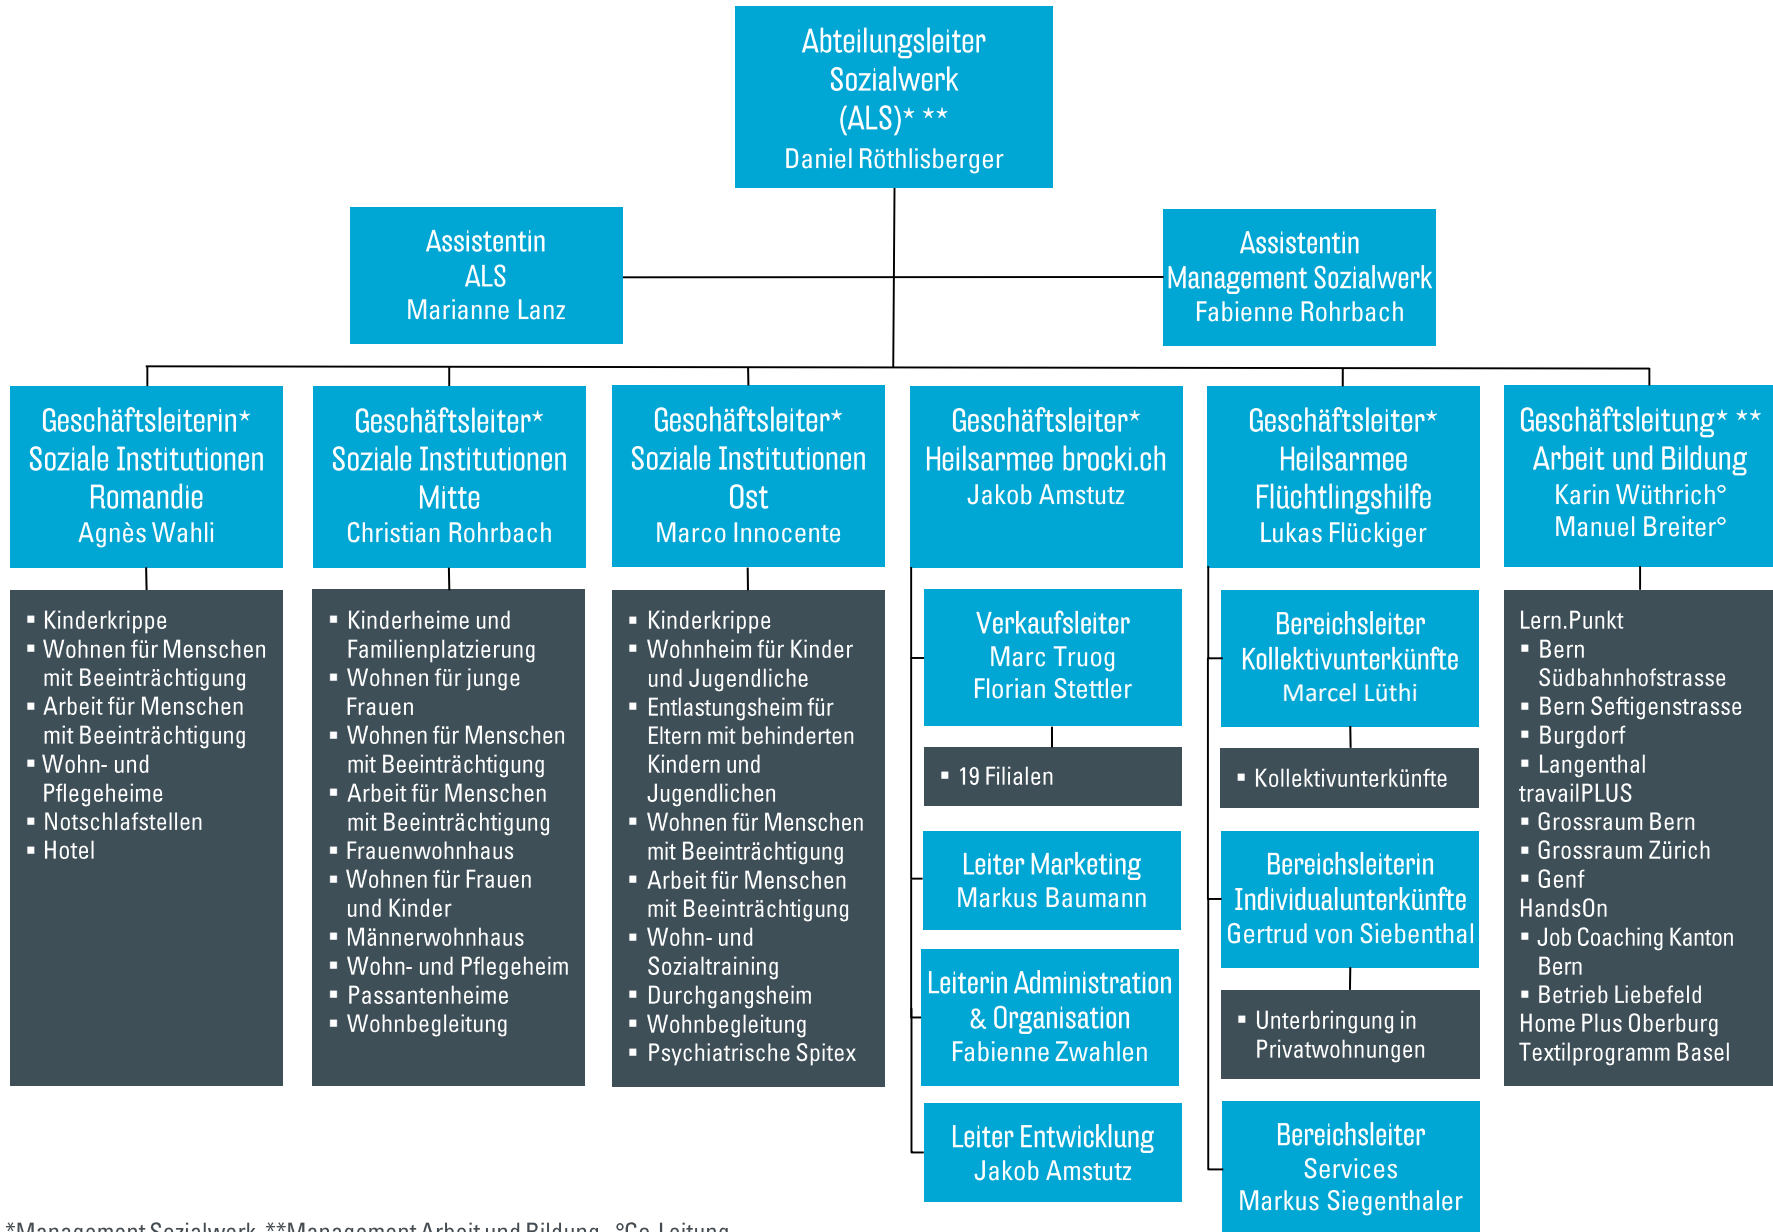 Abteilungsleiter
Sozialwerk
(ALS)* **
Daniel Röthlisberger
Assistentin
ALS
Marianne Lanz
Assistentin
Management Sozialwerk
Fabienne Rohrbach
Geschäftsleiterin*
Soziale Institutionen
Romandie
Agnès Wahli
▪ Kinderkrippe
▪ Wohnen für Menschen
mit Beeinträchtigung
▪ Arbeit für Menschen
mit Beeinträchtigung
▪ Wohn- und
Pflegeheime
▪ Notschlafstellen
▪ Hotel
Geschäftsleiter*
Soziale Institutionen
Mitte
Christian Rohrbach
▪ Kinderheime und
Familienplatzierung
▪ Wohnen für junge
Frauen
▪ Wohnen für Menschen
mit Beeinträchtigung
▪ Arbeit für Menschen
mit Beeinträchtigung
▪ Frauenwohnhaus
▪ Wohnen für Frauen
und Kinder
▪ Männerwohnhaus
▪ Wohn- und Pflegeheim
▪ Passantenheime
▪ Wohnbegleitung
Geschäftsleiter*
Soziale Institutionen
Ost
Marco Innocente
▪ Kinderkrippe
▪ Wohnheim für Kinder
und Jugendliche
▪ Entlastungsheim für
Eltern mit behinderten
Kindern und
Jugendlichen
▪ Wohnen für Menschen
mit Beeinträchtigung
▪ Arbeit für Menschen
mit Beeinträchtigung
▪ Wohn- und
Sozialtraining
▪ Durchgangsheim
▪ Wohnbegleitung
▪ Psychiatrische Spitex
Geschäftsleiter*
Heilsarmee brocki.ch
Jakob Amstutz
Verkaufsleiter
Marc Truog
Florian Stettler
▪ 19 Filialen
Leiter Marketing
Markus Baumann
Leiterin Administration
& Organisation
Fabienne Zwahlen
Leiter Entwicklung
Jakob Amstutz
Geschäftsleiter*
Heilsarmee
Flüchtlingshilfe
Lukas Flückiger
Bereichsleiter
Kollektivunterkünfte
Marcel Lüthi
▪ Kollektivunterkünfte
Bereichsleiterin
Individualunterkünfte
Gertrud von Siebenthal
▪ Unterbringung in
Privatwohnungen
Bereichsleiter
Services
Markus Siegenthaler
Geschäftsleitung* **
Arbeit und Bildung
Karin Wüthrich°
Manuel Breiter°
Lern.Punkt
▪ Bern
Südbahnhofstrasse
▪ Bern Seftigenstrasse
▪ Burgdorf
▪ Langenthal
travailPLUS
▪ Grossraum Bern
▪ Grossraum Zürich
▪ Genf
HandsOn
▪ Job Coaching Kanton
Bern
▪ Betrieb Liebefeld
Home Plus Oberburg
Textilprogramm Basel
*Management Sozialwerk **Management Arbeit und Bildung °Co-Leitung